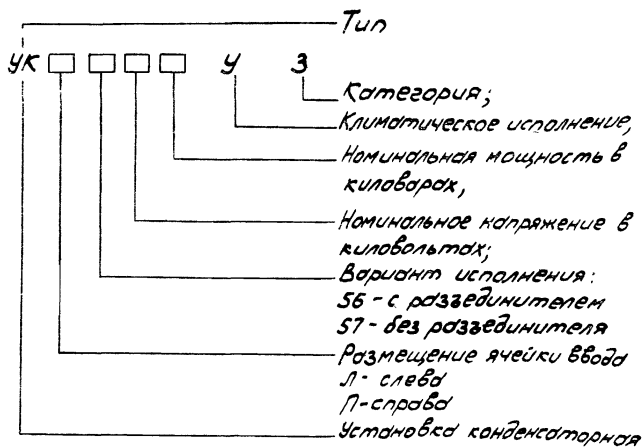 Тип
УК У 3
Категория;
Климатическое исполнение,
Номинальная мощность в
киловарах,
Номинальное напряжение в
киловольтах;
Вариант исполнения:
56 - с разъединителем
57 - без разъединителя
Размещение ячейки ввода
Л - слева
П - справа
Установка конденсаторная